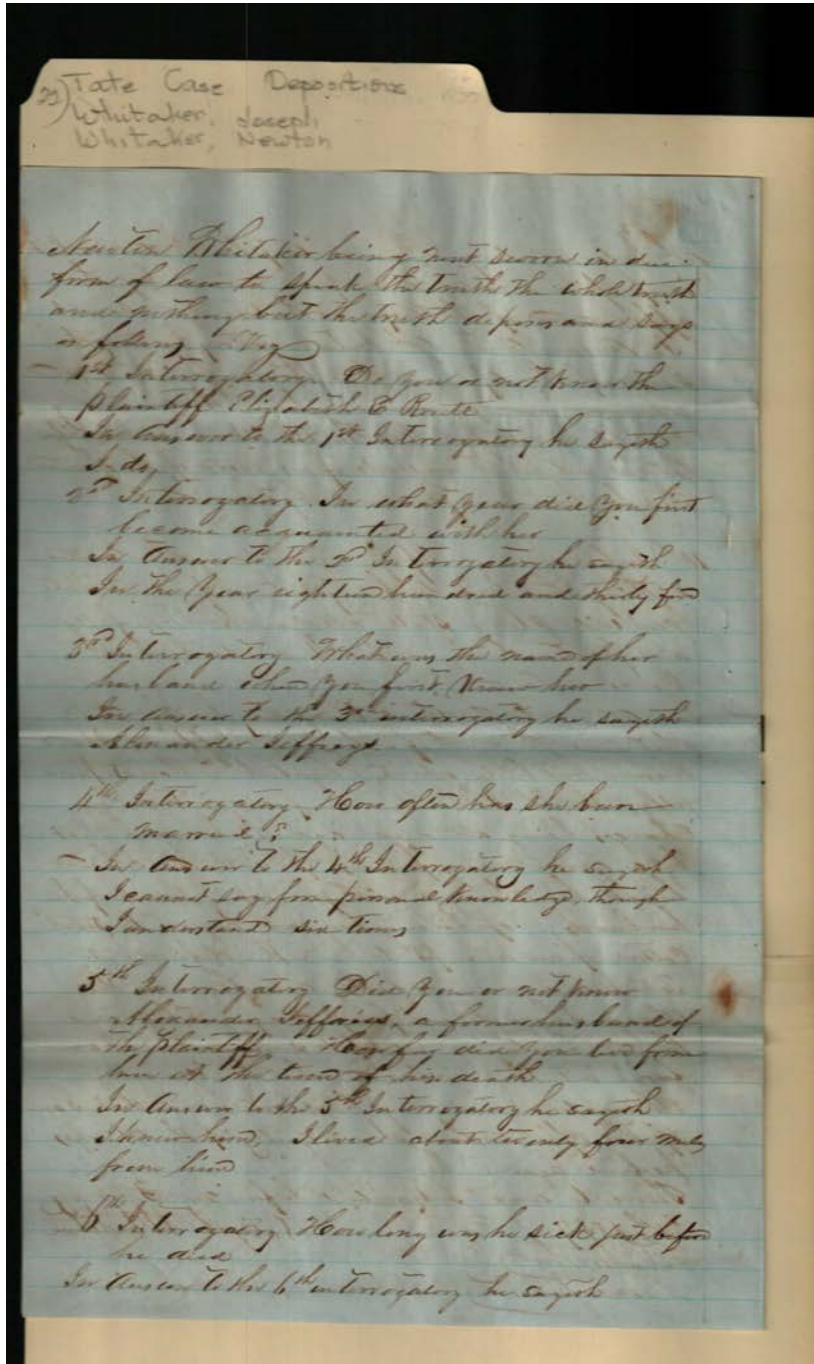 29) Tate Case Depositions
Whitaker, Joseph
Whitaker, Newton
Newton Whitaker being next sworn in due
form of law to speak the truth the whole truth
and nothing but the truth deposes and says
as follows Viz
1st Interrogatory Do you or not know the
plaintiff Elizabeth E Routt
In Answer to the 1st Interrogatory he sayeth
I do,
2nd Interrogatory In what year did you first
become acquainted with her
In Answer to the 2nd Interrogatory he sayeth
In the Year eighteen hundred and thirty
3rd Interrogatory What was the name of her
husband when you first Knew her
In Answer to the 3rd interrogatory he sayeth
Alexander Jeffreys
4th Interrogatory How often has she been
married?
In Answer to the 4th Interrogatory he sayeth
I cannot say from personal Knowledge, though
I understand six times
5th Interrogatory Did You or not know
Alexander Jefferies, a former husband of
the plaintiff, How far did you live from
him at the time of his death
In Answer to the 5th Interrogatory he sayeth
I knew him, I lived about twenty four miles
from him
6th Interrogatory How long was he sick just before
he died
In Answer to the 6th interrogatory he sayeth